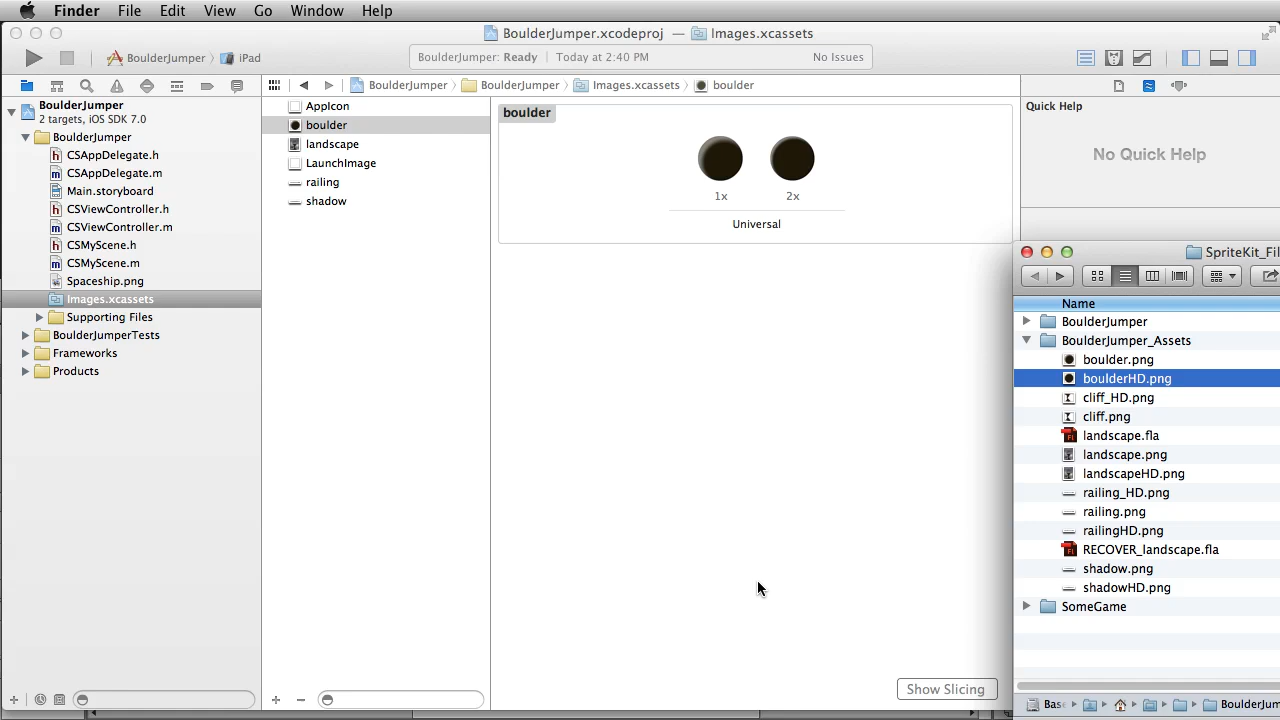 Finder File Edit View Go Window Help
BoulderJumper.xcodeproj — Images.xcassets
BoulderJumper iPad
BoulderJumper: Ready Today at 2:40 PM No Issues
BoulderJumper BoulderJumper Images.xcassets boulder
BoulderJumper
2 targets, iOS SDK 7.0
BoulderJumper
CSAppDelegate.h
CSAppDelegate.m
Main.storyboard
CSViewController.h
CSViewController.m
CSMyScene.h
CSMyScene.m
Spaceship.png
Images.xcassets
Supporting Files
BoulderJumperTests
Frameworks
Products
AppIcon
boulder
landscape
LaunchImage
railing
shadow
boulder
1x 2x
Universal
Show Slicing
Quick Help
No Quick Help
SpriteKit_Fil
Name
BoulderJumper
BoulderJumper_Assets
boulder.png
boulderHD.png
cliff_HD.png
cliff.png
landscape.fla
landscape.png
landscapeHD.png
railing_HD.png
railing.png
railingHD.png
RECOVER_landscape.fla
shadow.png
shadowHD.png
SomeGame
Bas BoulderJum